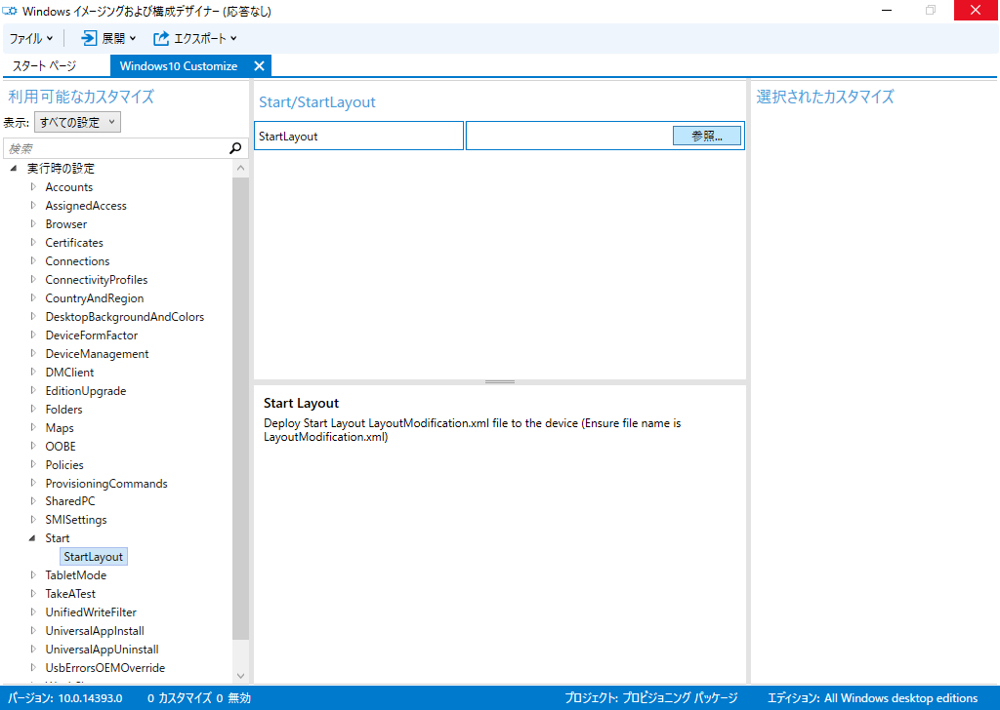 Windows イメージングおよび構成デザイナー (応答なし)
ファイル 展開 エクスポート
スタート ページ Windows10 Customize
利用可能なカスタマイズ
表示: すべての設定
検索
実行時の設定
Accounts
AssignedAccess
Browser
Certificates
Connections
ConnectivityProfiles
CountryAndRegion
DesktopBackgroundAndColors
DeviceFormFactor
DeviceManagement
DMClient
EditionUpgrade
Folders
Maps
OOBE
Policies
ProvisioningCommands
SharedPC
SMISettings
Start
StartLayout
TabletMode
TakeATest
UnifiedWriteFilter
UniversalAppInstall
UniversalAppUninstall
UsbErrorsOEMOverride
Start/StartLayout
StartLayout 参照...
Start Layout
Deploy Start Layout LayoutModification.xml file to the device (Ensure file name is
LayoutModification.xml)
選択されたカスタマイズ
バージョン: 10.0.14393.0 0 カスタマイズ 0 無効 プロジェクト: プロビジョニング パッケージ エディション: All Windows desktop editions